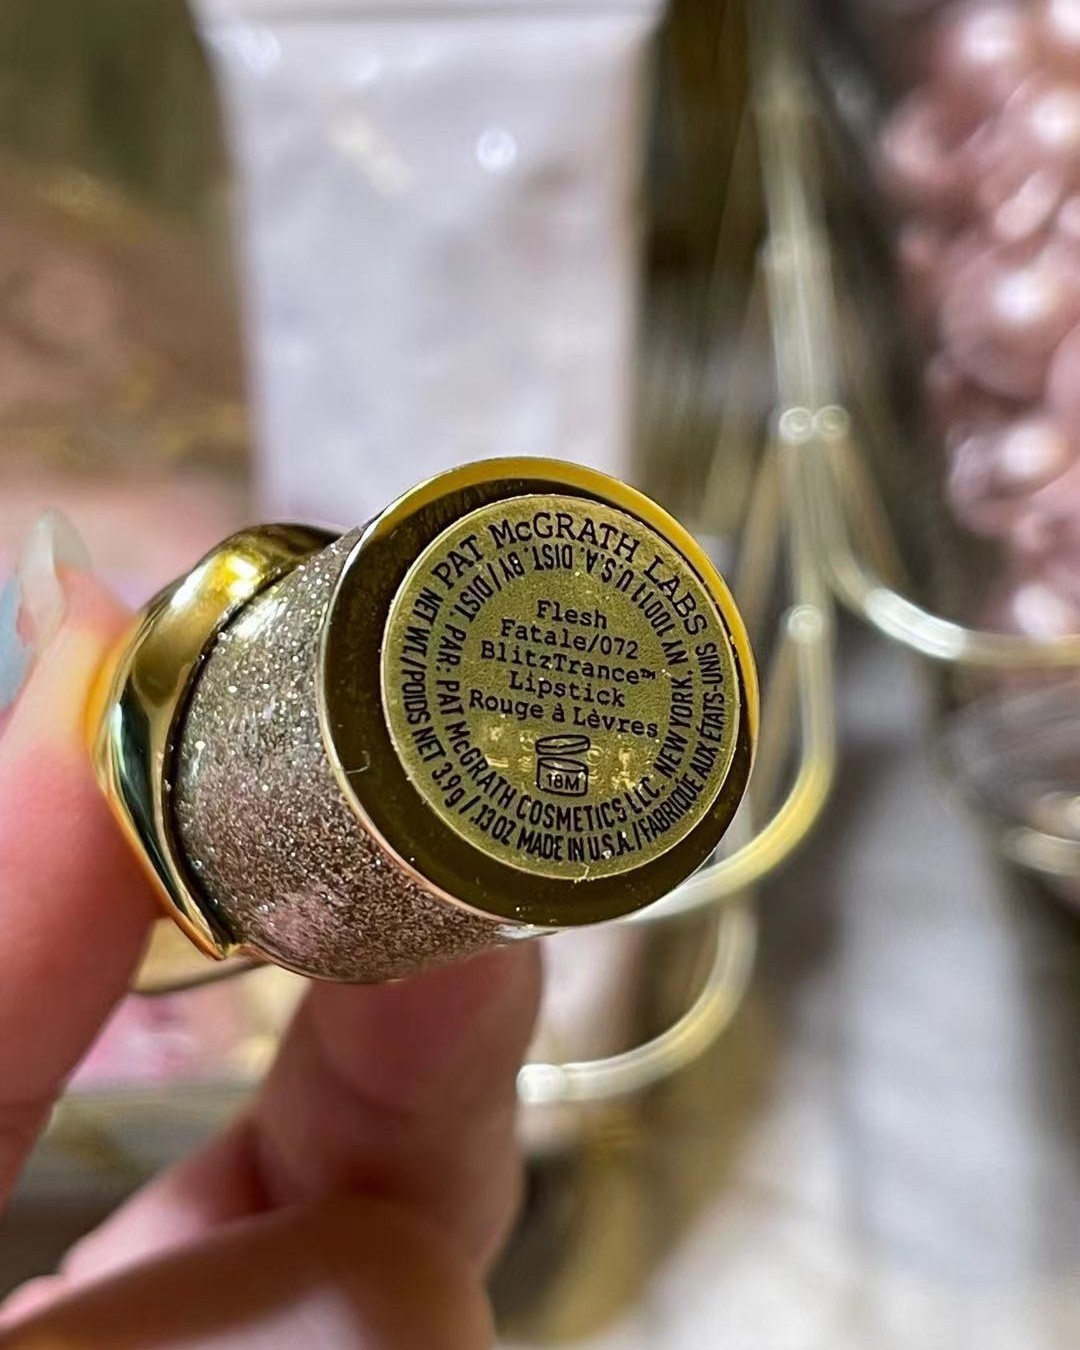 PAT McGRATH LABS
NET WT./POIDS NET 3.9g / .13 OZ MADE IN U.S.A./FABRIQUÉ AUX ÉTATS-UNIS
DIST. BY / DIST. PAR: PAT McGRATH COSMETICS LLC. NEW YORK, NY 10011 U.S.A.
Flesh
Fatale/072
BlitzTrance™
Lipstick
Rouge à Lèvres
18M